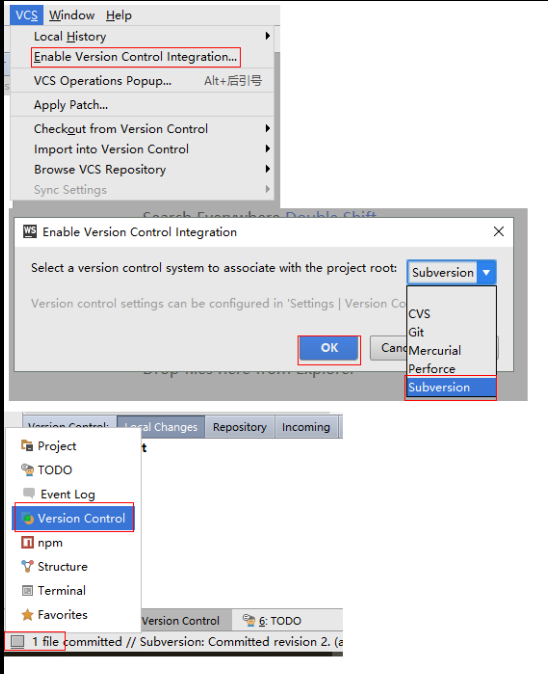 VCS Window Help
Local History
Enable Version Control Integration...
VCS Operations Popup... Alt+后引号
Apply Patch...
Checkout from Version Control
Import into Version Control
Browse VCS Repository
Sync Settings
Search Everywhere Double Shift
WS Enable Version Control Integration
Select a version control system to associate with the project root: Subversion
Version control settings can be configured in 'Settings | Version Co
CVS
Git
OK Canc
Mercurial
Perforce
Drop files here from Explorer
Subversion
Version Control: Local Changes Repository Incoming
Project
TODO
Event Log
Version Control
npm
Structure
Terminal
Favorites
Version Control 6: TODO
1 file committed // Subversion: Committed revision 2. (a